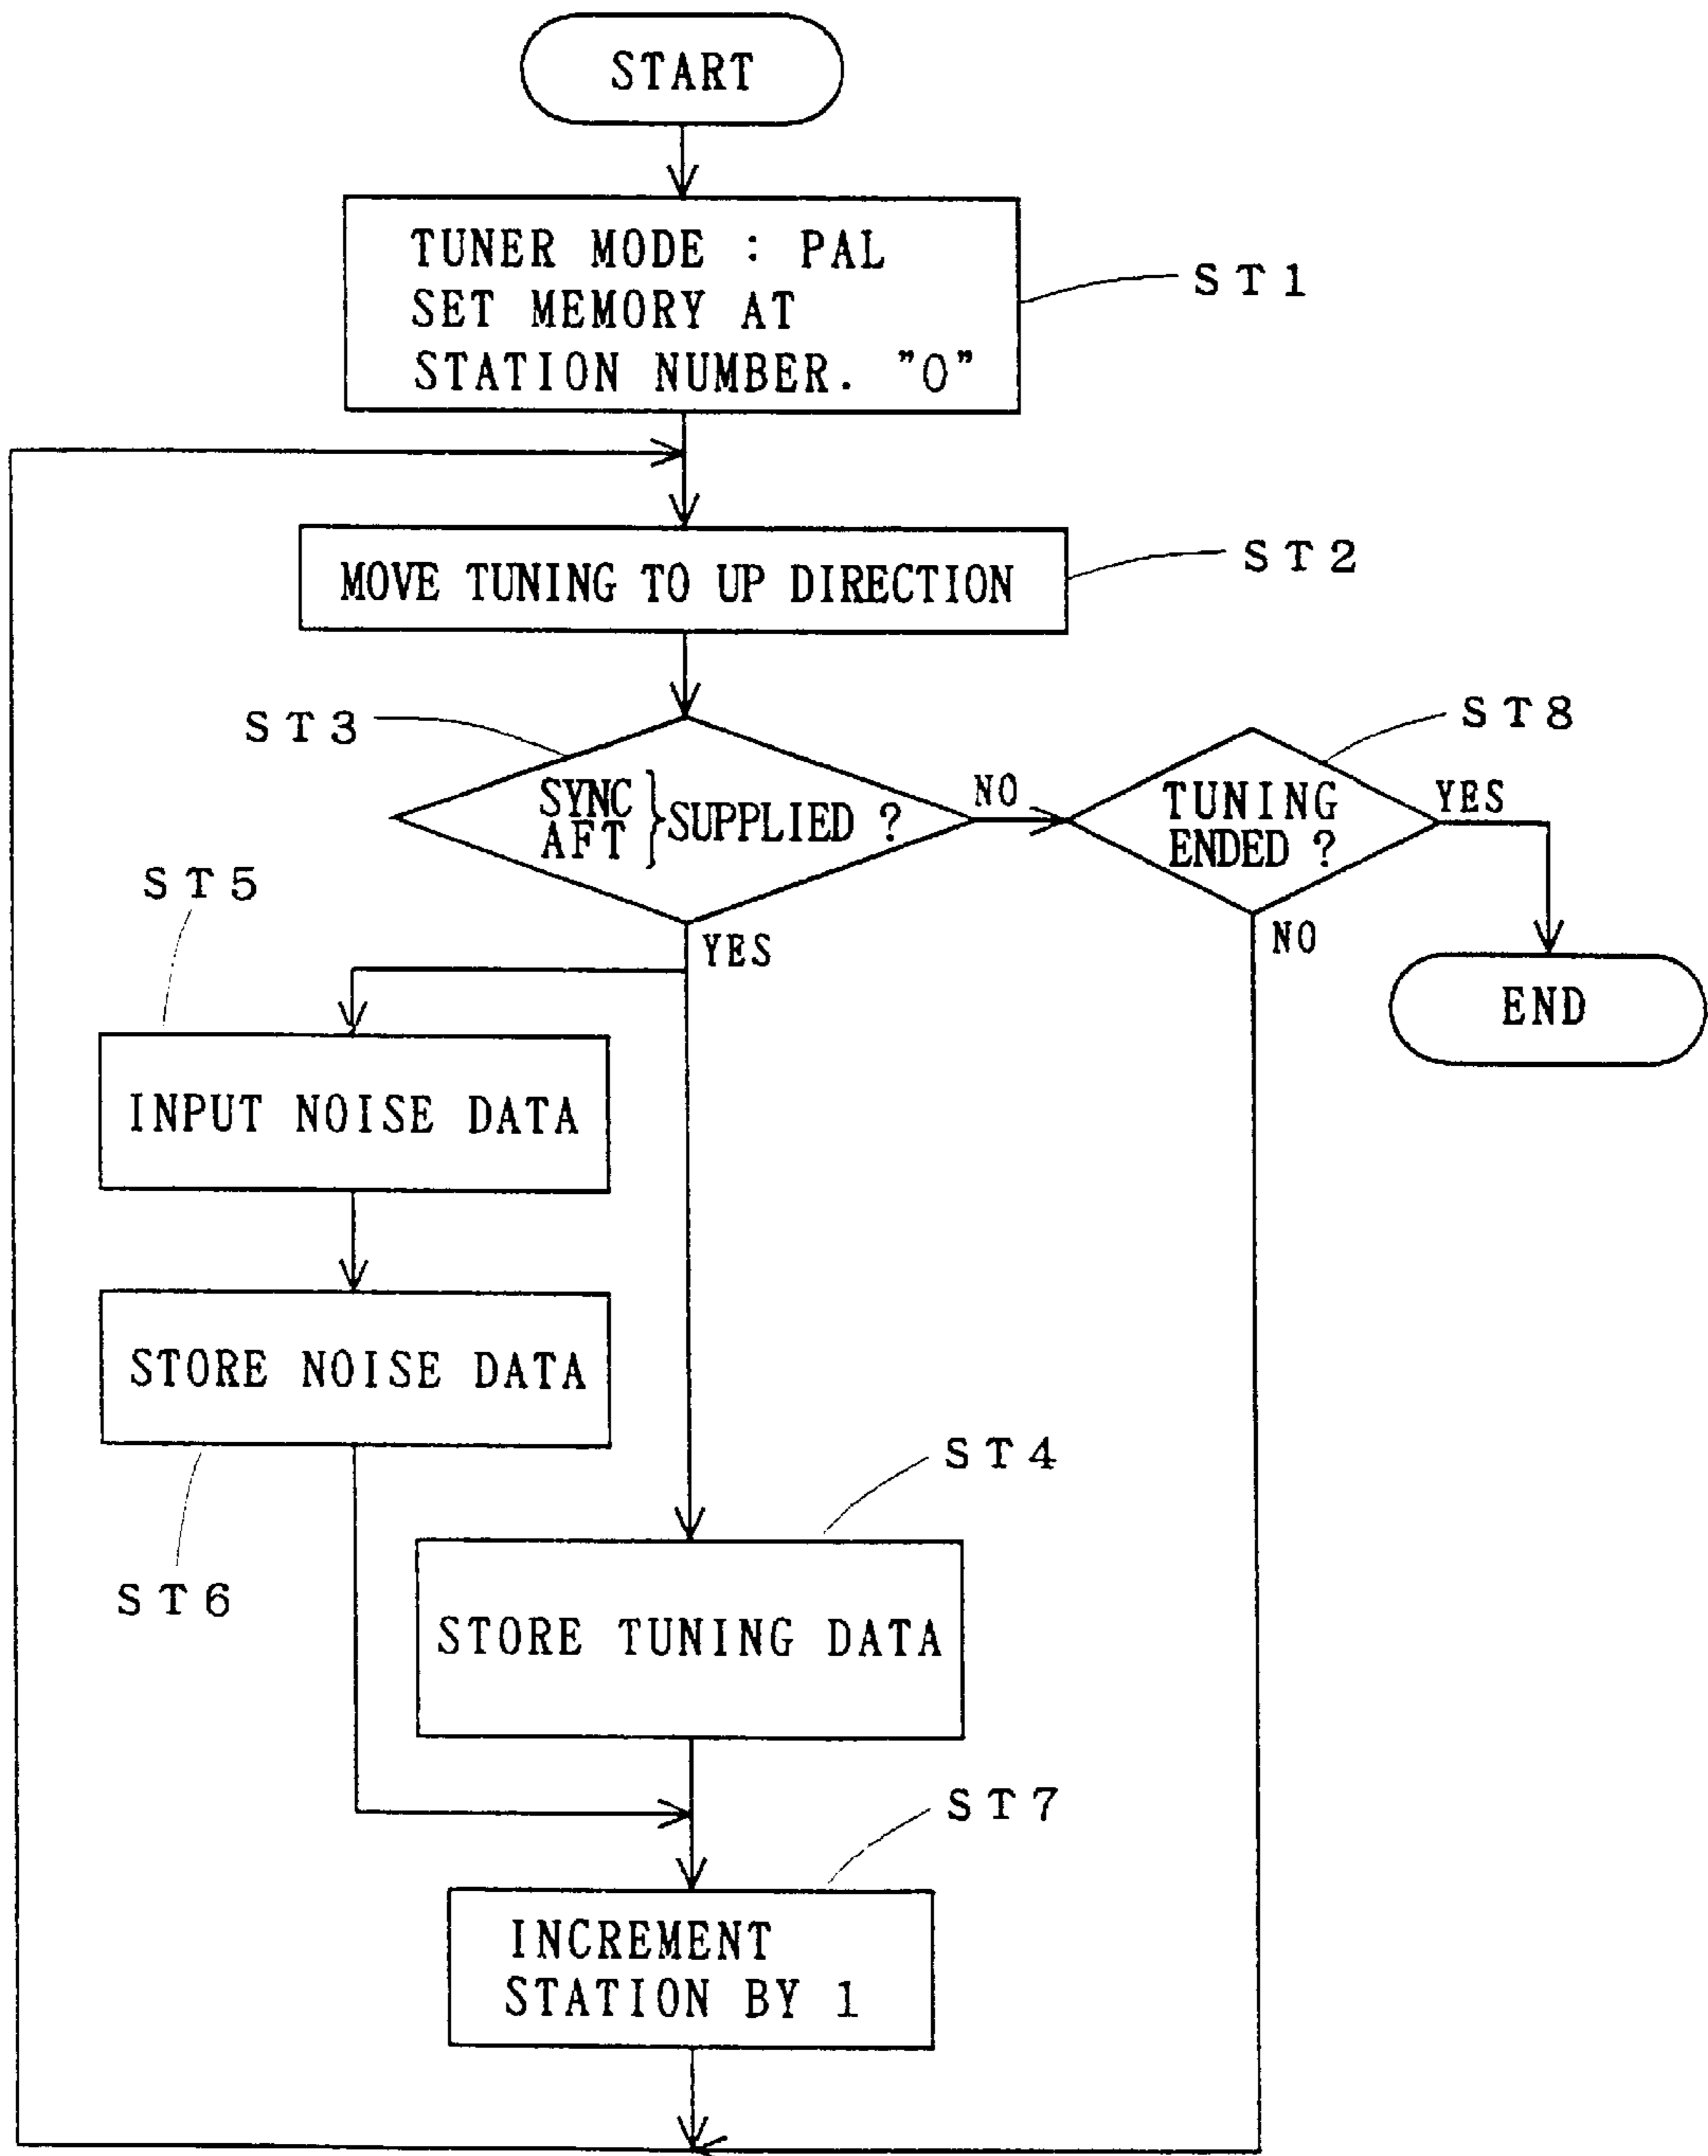 START
TUNER MODE : PAL
SET MEMORY AT
STATION NUMBER. "0"
ST1
MOVE TUNING TO UP DIRECTION
ST2
ST3
SYNC
AFT
} SUPPLIED ?
NO
ST8
TUNING
ENDED ?
YES
NO
END
YES
ST5
INPUT NOISE DATA
STORE NOISE DATA
ST6
ST4
STORE TUNING DATA
ST7
INCREMENT
STATION BY 1